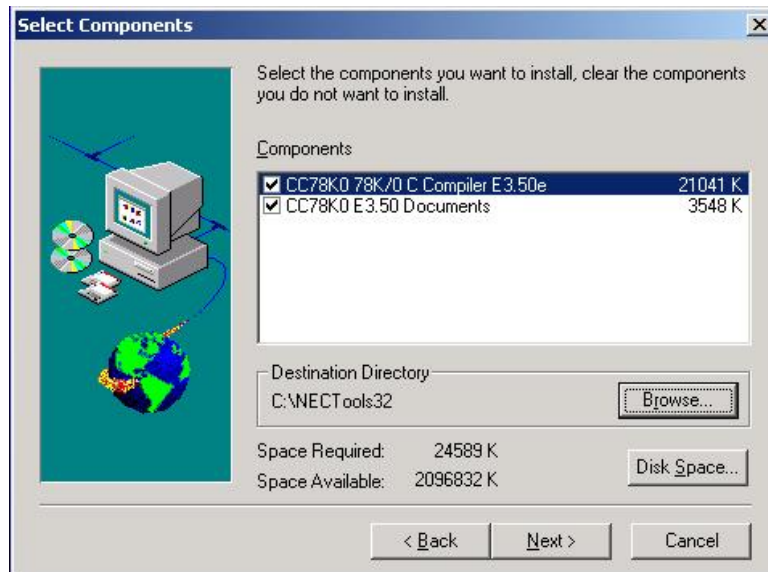 Select Components
Select the components you want to install, clear the components
you do not want to install.
Components
CC78K0 78K/0 C Compiler E3.50e 21041 K
CC78K0 E3.50 Documents 3548 K
Destination Directory
C:\NECTools32 Browse...
Space Required: 24589 K
Space Available: 2096832 K
Disk Space...
< Back Next > Cancel